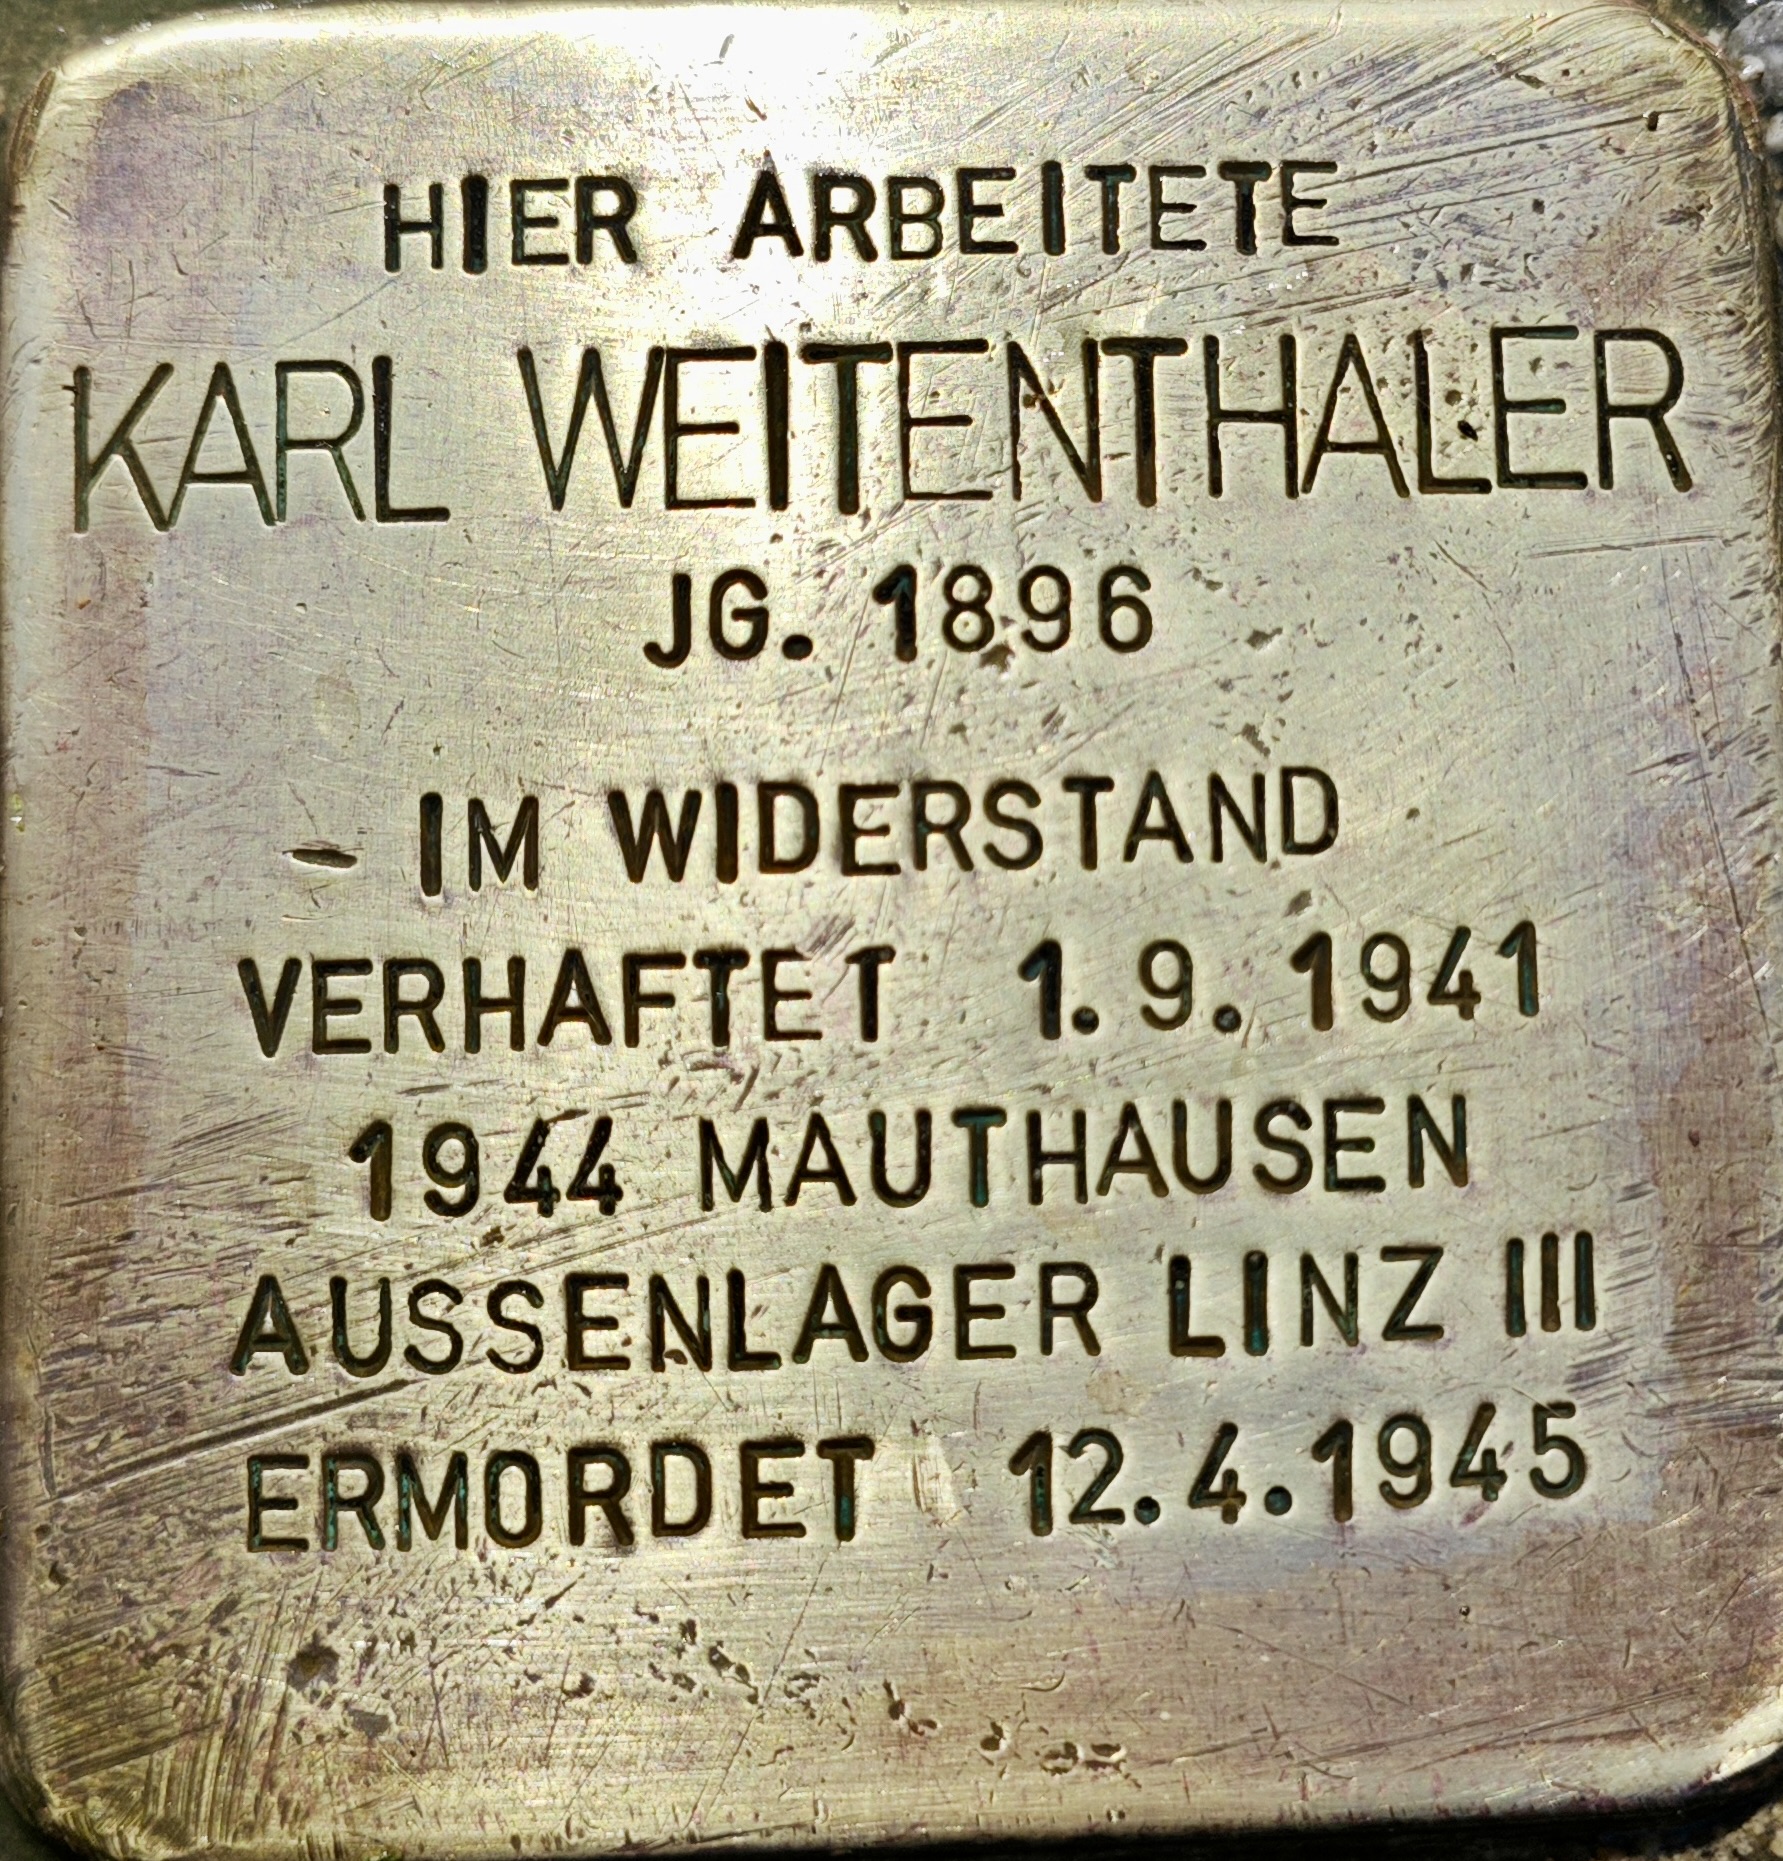 HIER ARBEITETE
KARL WEITENTHALER
JG. 1896
- IM WIDERSTAND
VERHAFTET 1.9.1941
1944 MAUTHAUSEN
AUSSENLAGER LINZ III
ERMORDET 12.4.1945